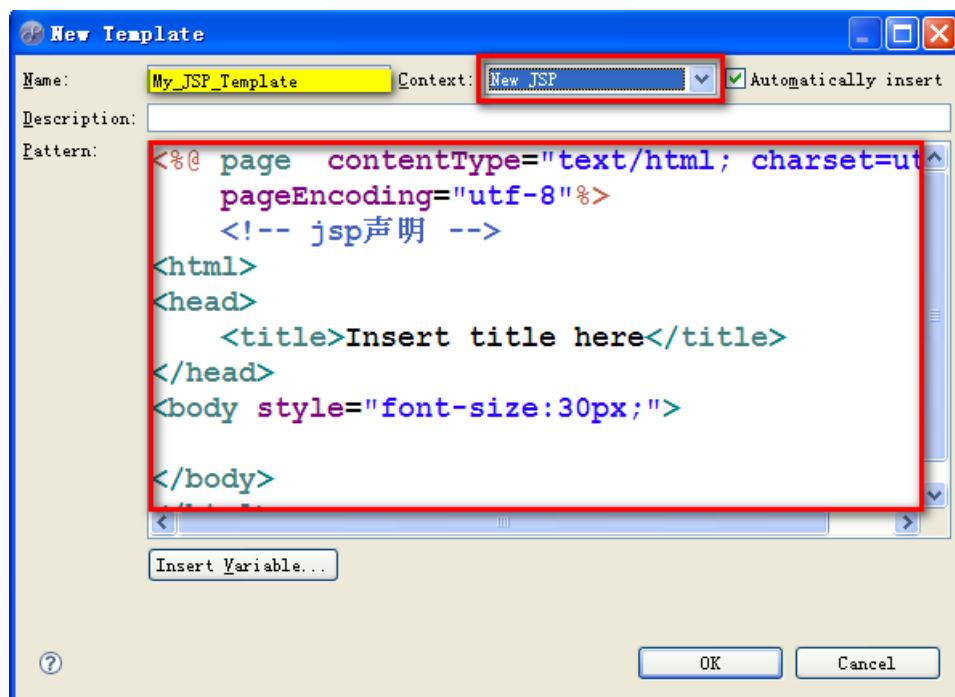 New Template
Name: My_JSP_Template Context: New JSP Automatically insert
Description:
Pattern:
<%@ page  contentType="text/html; charset=ut
    pageEncoding="utf-8"%>
    <!-- jsp声明 -->
<html>
<head>
    <title>Insert title here</title>
</head>
<body style="font-size:30px;">
</body>
Insert Variable...
OK Cancel